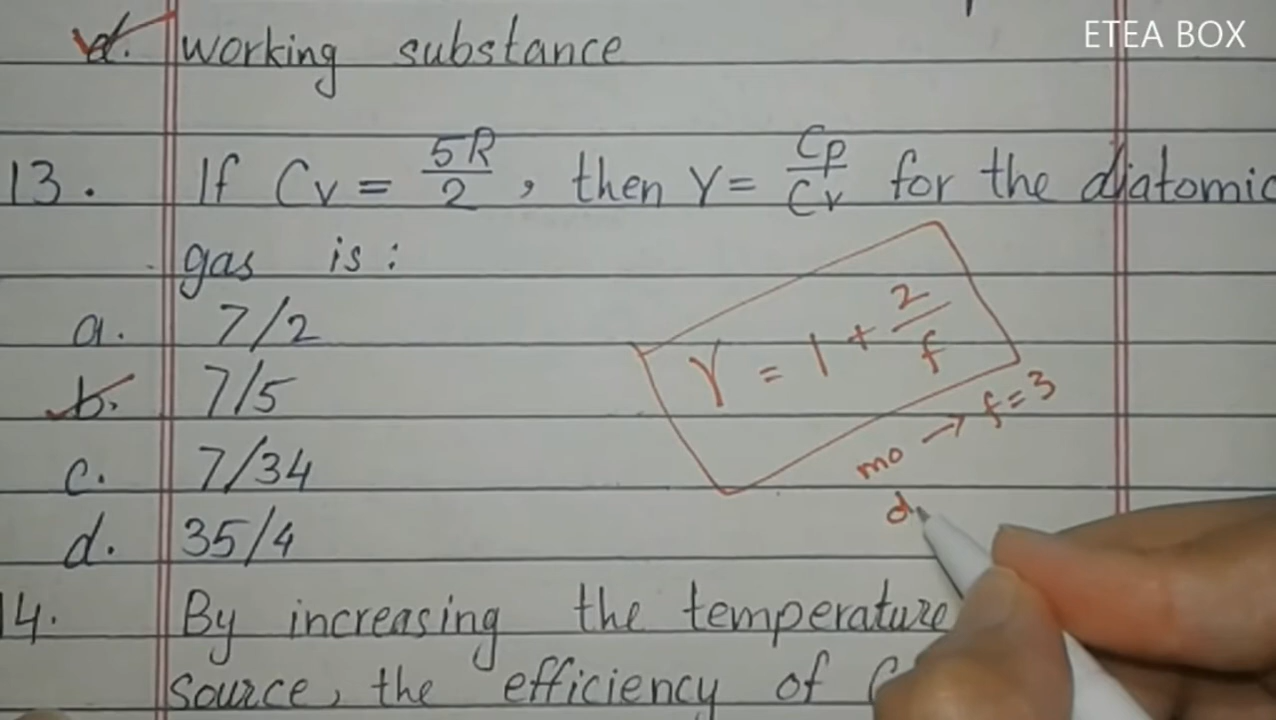 ETEA BOX
d. working substance
13. If Cv = 5R/2, then γ = Cp/Cv for the diatomic
gas is:
a. 7/2
b. 7/5
c. 7/34
d. 35/4
γ = 1 + 2/f
mo → f = 3
d
14. By increasing the temperature
source, the efficiency of C